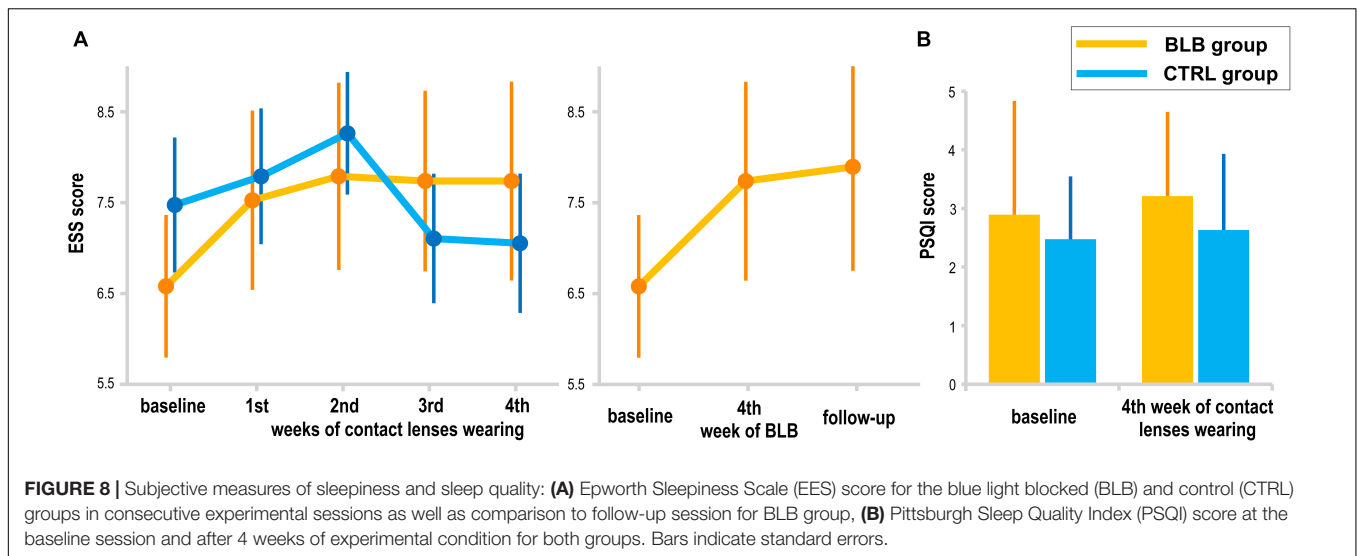 A
B
BLB group
CTRL group
ESS score
8.5
7.5
6.5
5.5
baseline 1st 2nd 3rd 4th
weeks of contact lenses wearing
8.5
7.5
6.5
5.5
baseline 4th follow-up
week of BLB
PSQI score
5
4
3
2
1
0
baseline 4th week of contact
lenses wearing
FIGURE 8 | Subjective measures of sleepiness and sleep quality: (A) Epworth Sleepiness Scale (EES) score for the blue light blocked (BLB) and control (CTRL)
groups in consecutive experimental sessions as well as comparison to follow-up session for BLB group, (B) Pittsburgh Sleep Quality Index (PSQI) score at the
baseline session and after 4 weeks of experimental condition for both groups. Bars indicate standard errors.